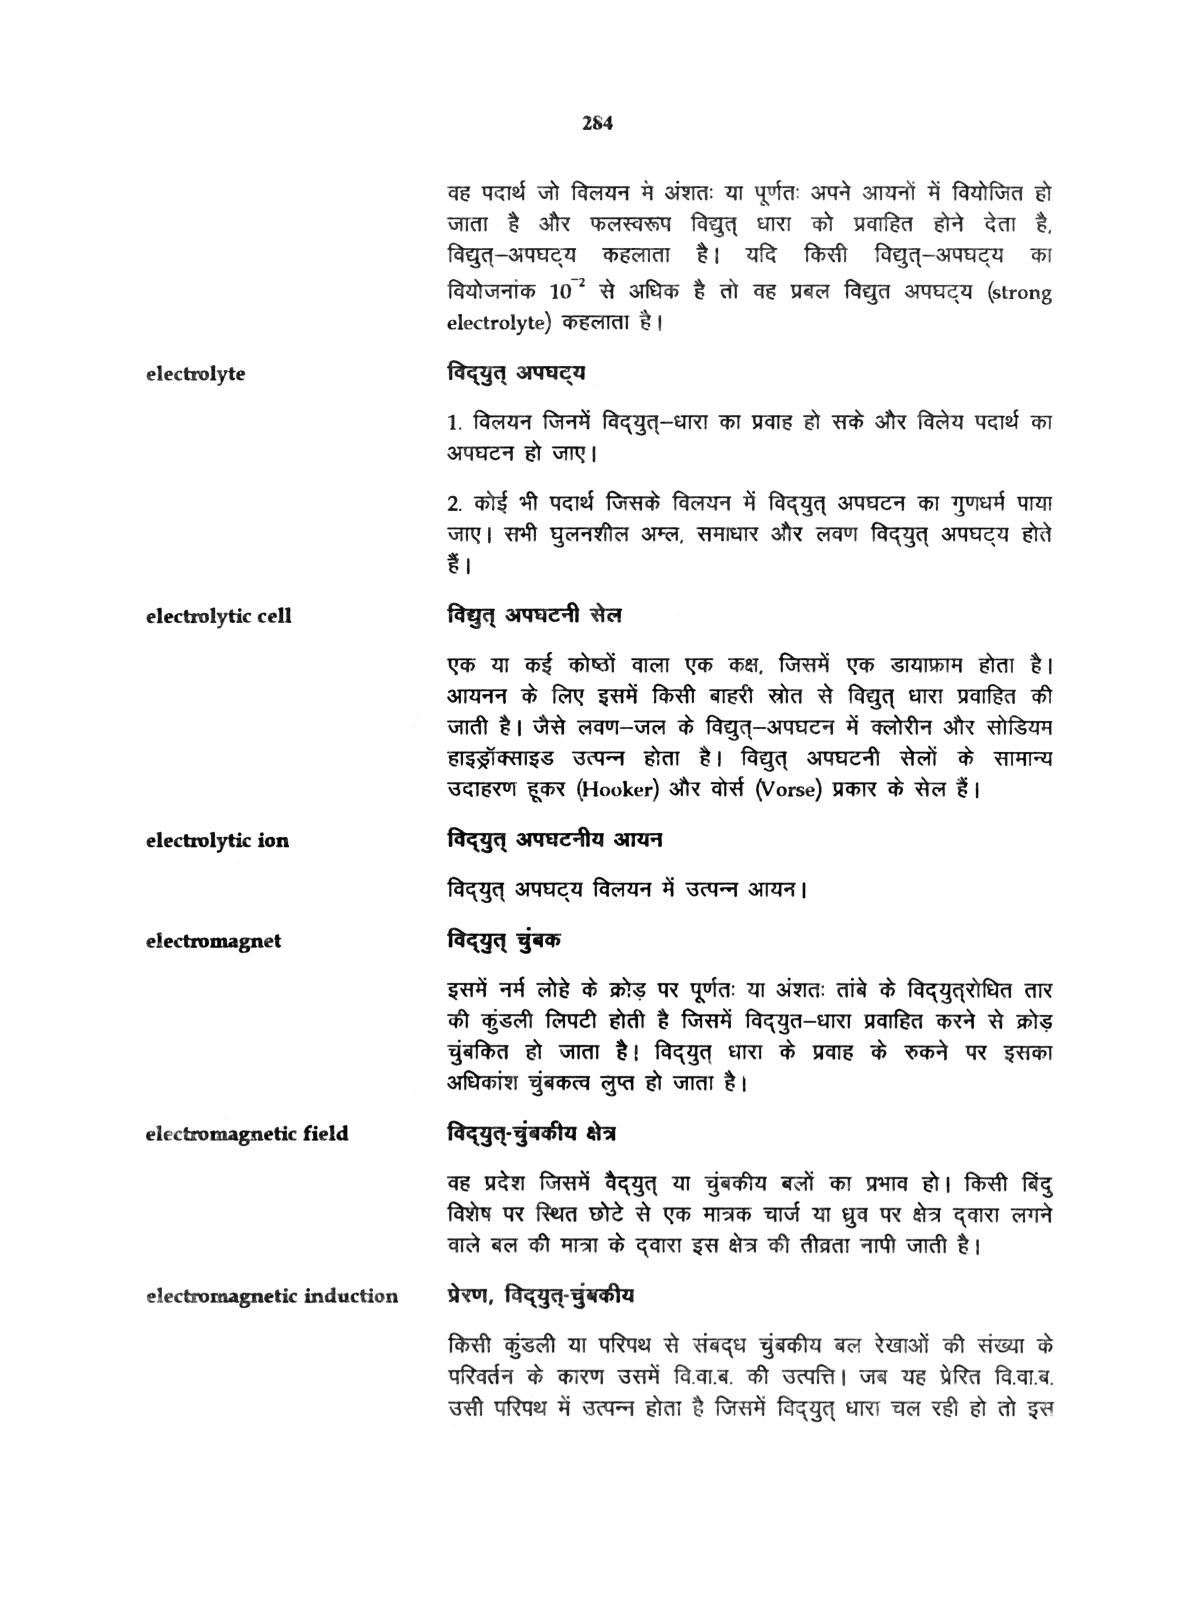 284
वह पदार्थ जो विलयन मे अंशतः या पूर्णतः अपने आयनों में वियोजित हो
जाता है और फलस्वरूप विद्युत् धारा को प्रवाहित होने देता है,
विद्युत्–अपघट्य कहलाता है। यदि किसी विद्युत्–अपघट्य का
वियोजनांक 10⁻² से अधिक है तो वह प्रबल विद्युत अपघट्य (strong
electrolyte) कहलाता है।
electrolyte विद्‌युत् अपघट्‌य
1. विलयन जिनमें विद्‌युत्–धारा का प्रवाह हो सके और विलेय पदार्थ का
अपघटन हो जाए।
2. कोई भी पदार्थ जिसके विलयन में विद्‌युत् अपघटन का गुणधर्म पाया
जाए। सभी घुलनशील अम्ल, समाधार और लवण विद्‌युत् अपघट्य होते
हैं।
electrolytic cell विद्युत् अपघटनी सेल
एक या कई कोष्ठों वाला एक कक्ष, जिसमें एक डायाफ्राम होता है।
आयनन के लिए इसमें किसी बाहरी स्रोत से विद्युत् धारा प्रवाहित की
जाती है। जैसे लवण–जल के विद्युत्–अपघटन में क्लोरीन और सोडियम
हाइड्रॉक्साइड उत्पन्न होता है। विद्युत् अपघटनी सेलों के सामान्य
उदाहरण हूकर (Hooker) और वोर्स (Vorse) प्रकार के सेल हैं।
electrolytic ion विद्‌युत् अपघटनीय आयन
विद्‌युत् अपघट्य विलयन में उत्पन्न आयन।
electromagnet विद्‌युत् चुंबक
इसमें नर्म लोहे के क्रोड़ पर पूर्णतः या अंशतः तांबे के विद्‌युत्‌रोधित तार
की कुंडली लिपटी होती है जिसमें विद्‌युत–धारा प्रवाहित करने से क्रोड़
चुंबकित हो जाता है। विद्‌युत् धारा के प्रवाह के रुकने पर इसका
अधिकांश चुंबकत्व लुप्त हो जाता है।
electromagnetic field विद्‌युत्-चुंबकीय क्षेत्र
वह प्रदेश जिसमें वैद्‌युत् या चुंबकीय बलों का प्रभाव हो। किसी बिंदु
विशेष पर स्थित छोटे से एक मात्रक चार्ज या ध्रुव पर क्षेत्र द्‌वारा लगने
वाले बल की मात्रा के द्‌वारा इस क्षेत्र की तीव्रता नापी जाती है।
electromagnetic induction प्रेरण, विद्‌युत्-चुंबकीय
किसी कुंडली या परिपथ से संबद्‌ध चुंबकीय बल रेखाओं की संख्या के
परिवर्तन के कारण उसमें वि.वा.ब. की उत्पत्ति। जब यह प्रेरित वि.वा.ब.
उसी परिपथ में उत्पन्न होता है जिसमें विद्‌युत् धारा चल रही हो तो इस